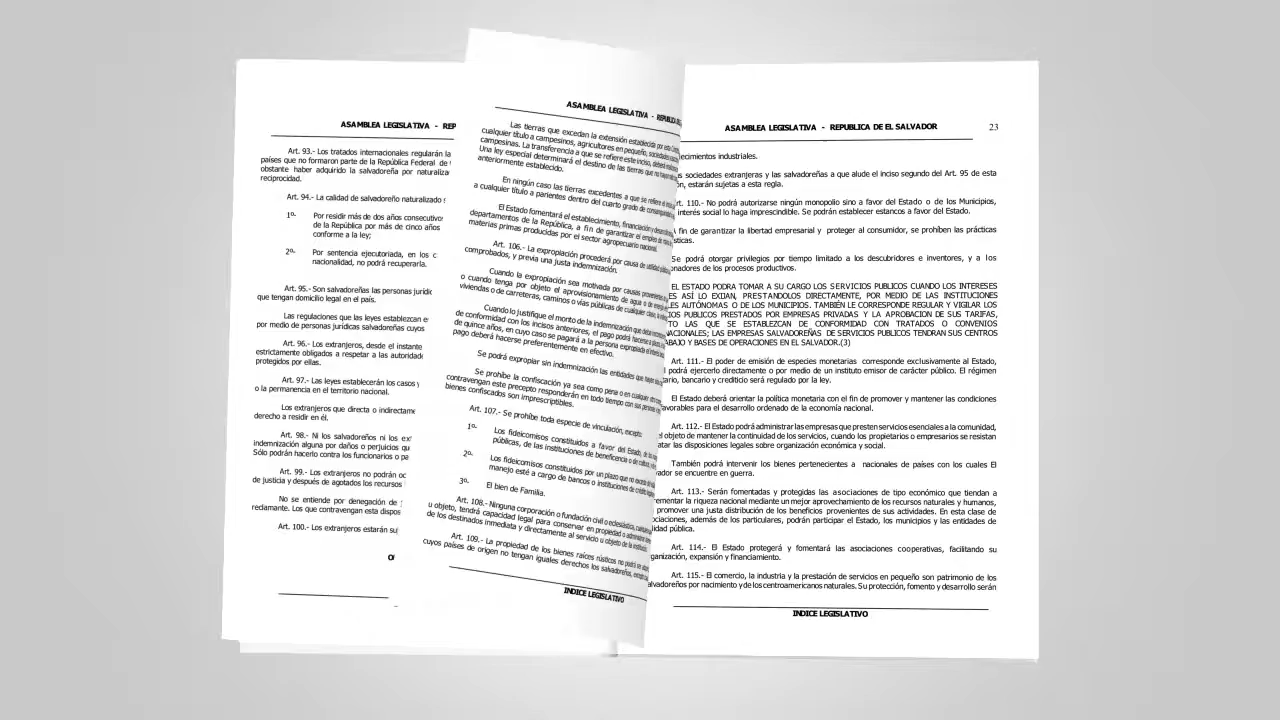 ASAMBLEA LEGISLATIVA - REP
Art. 93.- Los tratados internacionales regularán la
países que no formaron parte de la República Federal de
obstante haber adquirido la salvadoreña por naturaliza
reciprocidad.
Art. 94.- La calidad de salvadoreño naturalizado
1º. Por residir más de dos años consecutivos
de la República por más de cinco años
conforme a la ley;
2º. Por sentencia ejecutoriada, en los c
nacionalidad, no podrá recuperarla.
Art. 95.- Son salvadoreñas las personas jurídic
que tengan domicilio legal en el país.
Las regulaciones que las leyes establezcan e
por medio de personas jurídicas salvadoreñas cuyos
Art. 96.- Los extranjeros, desde el instante
estrictamente obligados a respetar a las autoridade
protegidos por ellas.
Art. 97.- Las leyes establecerán los casos y
o la permanencia en el territorio nacional.
Los extranjeros que directa o indirectame
derecho a residir en él.
Art. 98.- Ni los salvadoreños ni los ex
indemnización alguna por daños o perjuicios qu
Sólo podrán hacerlo contra los funcionarios o
Art. 99.- Los extranjeros no podrán oc
de justicia y después de agotados los recursos
No se entiende por denegación de
reclamante. Los que contravengan esta dispos
Art. 100.- Los extranjeros estarán
ASAMBLEA LEGISLATIVA - REPUBLICA
Las tierras que excedan la extensión establecida por
cualquier título a campesinos, agricultores en pequeño, sociedades
campesinas. La transferencia a que se refiere este inciso, deberá
Una ley especial determinará el destino de las tierras que no
anteriormente establecido.
En ningún caso las tierras excedentes a que se refiere el
a cualquier título a parientes dentro del cuarto grado de
El Estado fomentará el establecimiento, financiación y
departamentos de la República, a fin de garantizar el empleo de
materias primas producidas por el sector agropecuario nacional.
Art. 106.- La expropiación procederá por causa de utilidad
comprobados, y previa una justa indemnización.
Cuando la expropiación sea motivada por causas
o cuando tenga por objeto el aprovisionamiento de agua o de
viviendas o de carreteras, caminos o vías públicas de cualquier clase,
Cuando lo justifique el monto de la indemnización que deba
de conformidad con los incisos anteriores, el pago podrá hacerse a plazos,
de quince años, en cuyo caso se pagará a la persona expropiada el
pago deberá hacerse preferentemente en efectivo.
Se podrá expropiar sin indemnización las entidades que
Se prohíbe la confiscación ya sea como pena o en cualquier
contravengan este precepto responderán en todo tiempo con sus
bienes confiscados son imprescriptibles.
Art. 107.- Se prohíbe toda especie de vinculación, excepto
1º. Los fideicomisos constituidos a favor del Estado, de
públicas, de las instituciones de beneficencia o de
2º. Los fideicomisos constituidos por un plazo que no
manejo esté a cargo de bancos o instituciones de crédito
3º. El bien de Familia.
Art. 108.- Ninguna corporación o fundación civil o eclesiástica,
u objeto, tendrá capacidad legal para conservar en propiedad o administrar
de los destinados inmediata y directamente al servicio u objeto de la
Art. 109.- La propiedad de los bienes raíces rústicos no podrá
cuyos países de origen no tengan iguales derechos los salvadoreños,
INDICE LEGISLATIVO
ASAMBLEA LEGISLATIVA - REPUBLICA DE EL SALVADOR 23
ecimientos industriales.
sociedades extranjeras y las salvadoreñas a que alude el inciso segundo del Art. 95 de esta
ón, estarán sujetas a esta regla.
rt. 110.- No podrá autorizarse ningún monopolio sino a favor del Estado o de los Municipios,
interés social lo haga imprescindible. Se podrán establecer estancos a favor del Estado.
fin de garantizar la libertad empresarial y proteger al consumidor, se prohíben las prácticas
sticas.
Se podrá otorgar privilegios por tiempo limitado a los descubridores e inventores, y a los
onadores de los procesos productivos.
EL ESTADO PODRA TOMAR A SU CARGO LOS SERVICIOS PUBLICOS CUANDO LOS INTERESES
ES ASÍ LO EXIJAN, PRESTANDOLOS DIRECTAMENTE, POR MEDIO DE LAS INSTITUCIONES
ES AUTÓNOMAS O DE LOS MUNICIPIOS. TAMBIÉN LE CORRESPONDE REGULAR Y VIGILAR LOS
IOS PUBLICOS PRESTADOS POR EMPRESAS PRIVADAS Y LA APROBACION DE SUS TARIFAS,
TO LAS QUE SE ESTABLEZCAN DE CONFORMIDAD CON TRATADOS O CONVENIOS
NACIONALES; LAS EMPRESAS SALVADOREÑAS DE SERVICIOS PUBLICOS TENDRAN SUS CENTROS
ABAJO Y BASES DE OPERACIONES EN EL SALVADOR.(3)
Art. 111.- El poder de emisión de especies monetarias corresponde exclusivamente al Estado,
podrá ejercerlo directamente o por medio de un instituto emisor de carácter público. El régimen
tario, bancario y crediticio será regulado por la ley.
El Estado deberá orientar la política monetaria con el fin de promover y mantener las condiciones
avorables para el desarrollo ordenado de la economía nacional.
Art. 112.- El Estado podrá administrar las empresas que presten servicios esenciales a la comunidad,
el objeto de mantener la continuidad de los servicios, cuando los propietarios o empresarios se resistan
atar las disposiciones legales sobre organización económica y social.
También podrá intervenir los bienes pertenecientes a nacionales de países con los cuales El
vador se encuentre en guerra.
Art. 113.- Serán fomentadas y protegidas las asociaciones de tipo económico que tiendan a
rementar la riqueza nacional mediante un mejor aprovechamiento de los recursos naturales y humanos,
promover una justa distribución de los beneficios provenientes de sus actividades. En esta clase de
ociaciones, además de los particulares, podrán participar el Estado, los municipios y las entidades de
lidad pública.
Art. 114.- El Estado protegerá y fomentará las asociaciones cooperativas, facilitando su
ganización, expansión y financiamiento.
Art. 115.- El comercio, la industria y la prestación de servicios en pequeño son patrimonio de los
alvadoreños por nacimiento y de los centroamericanos naturales. Su protección, fomento y desarrollo serán
INDICE LEGISLATIVO